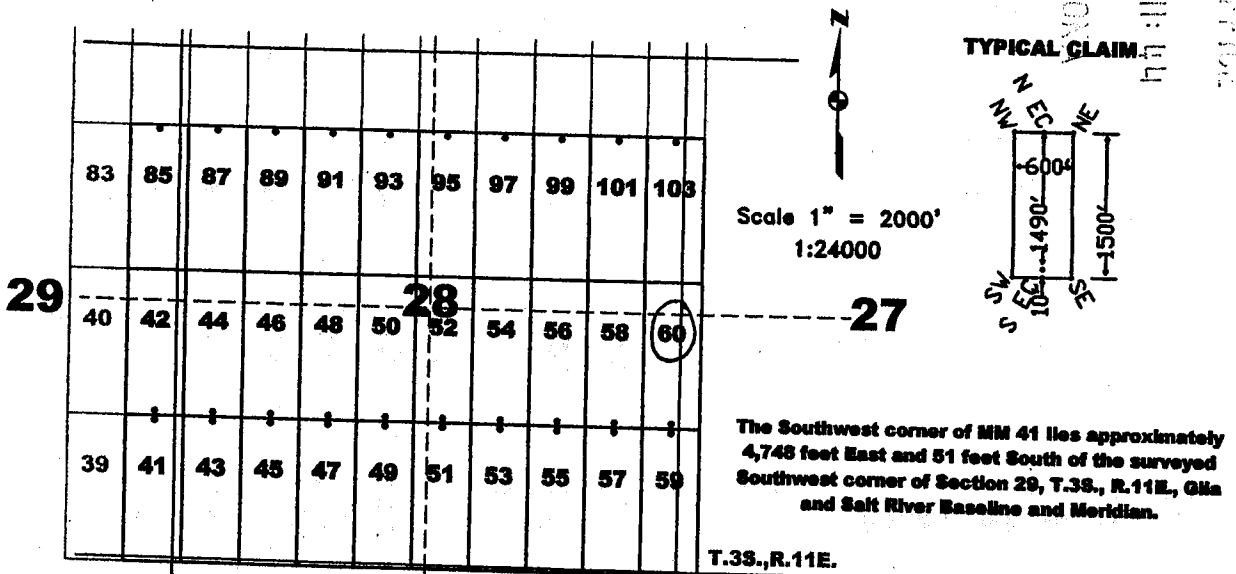 N
TYPICAL CLAIM
NW N EC NE
600'
1490'
1500'
10'
SW S EC SE
83 85 87 89 91 93 95 97 99 101 103
Scale 1" = 2000'
1:24000
29 28 27
40 42 44 46 48 50 52 54 56 58 60
39 41 43 45 47 49 51 53 55 57 59
The Southwest corner of MM 41 lies approximately
4,748 feet East and 51 feet South of the surveyed
Southwest corner of Section 29, T.3S., R.11E., Gila
and Salt River Baseline and Meridian.
T.3S.,R.11E.